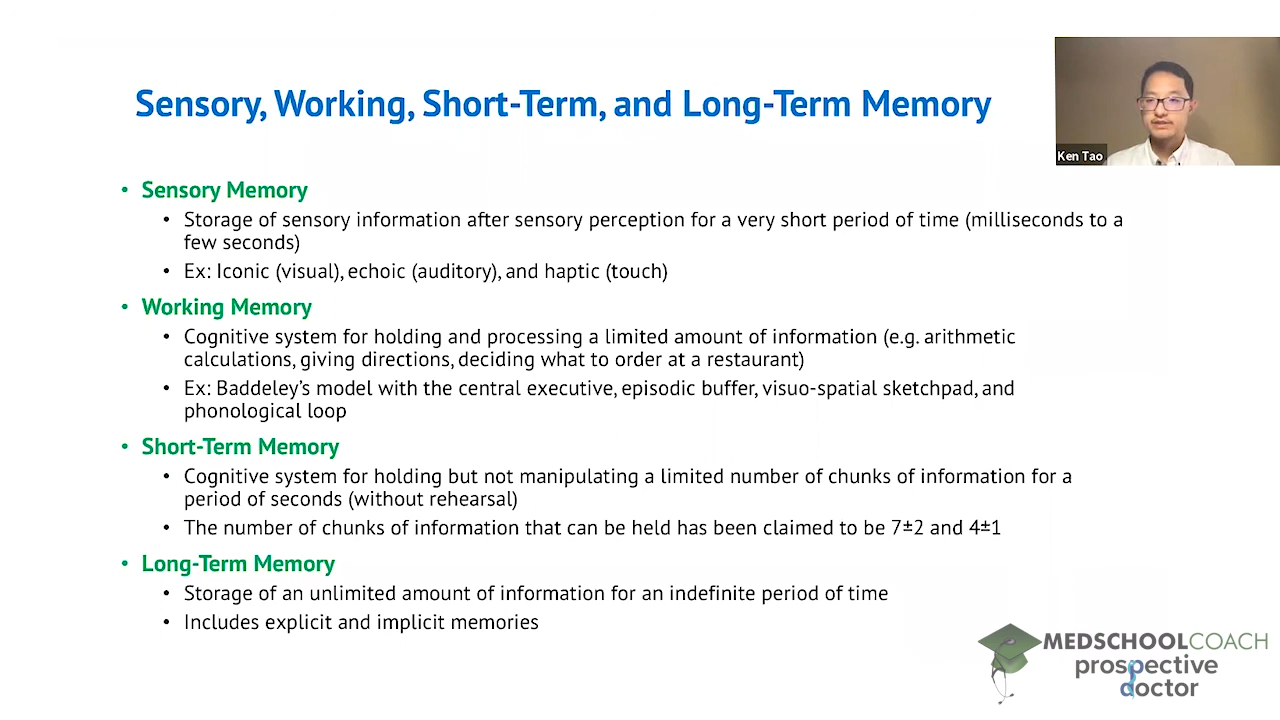 Sensory, Working, Short-Term, and Long-Term Memory
Ken Tao
• Sensory Memory
• Storage of sensory information after sensory perception for a very short period of time (milliseconds to a
few seconds)
• Ex: Iconic (visual), echoic (auditory), and haptic (touch)
• Working Memory
• Cognitive system for holding and processing a limited amount of information (e.g. arithmetic
calculations, giving directions, deciding what to order at a restaurant)
• Ex: Baddeley’s model with the central executive, episodic buffer, visuo-spatial sketchpad, and
phonological loop
• Short-Term Memory
• Cognitive system for holding but not manipulating a limited number of chunks of information for a
period of seconds (without rehearsal)
• The number of chunks of information that can be held has been claimed to be 7±2 and 4±1
• Long-Term Memory
• Storage of an unlimited amount of information for an indefinite period of time
• Includes explicit and implicit memories
MEDSCHOOLCOACH
prospective
doctor